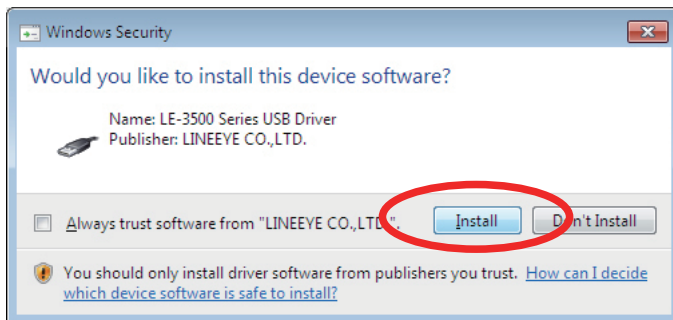 Windows Security
Would you like to install this device software?
Name: LE-3500 Series USB Driver
Publisher: LINEEYE CO.,LTD.
Always trust software from "LINEEYE CO.,LTD.". Install Don't Install
You should only install driver software from publishers you trust. How can I decide
which device software is safe to install?